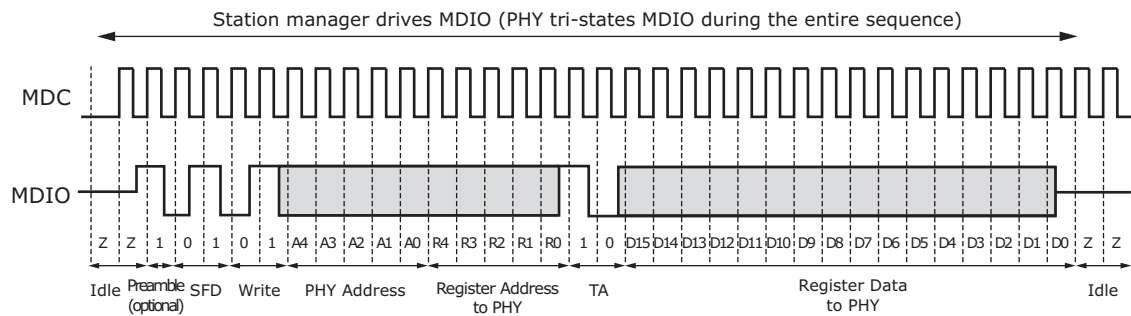 Station manager drives MDIO (PHY tri-states MDIO during the entire sequence)
MDC
MDIO
Z Z 1 0 1 0 1 A4 A3 A2 A1 A0 R4 R3 R2 R1 R0 1 0 D15 D14 D13 D12 D11 D10 D9 D8 D7 D6 D5 D4 D3 D2 D1 D0 Z Z
Idle Preamble (optional) SFD Write PHY Address Register Address to PHY TA Register Data to PHY Idle